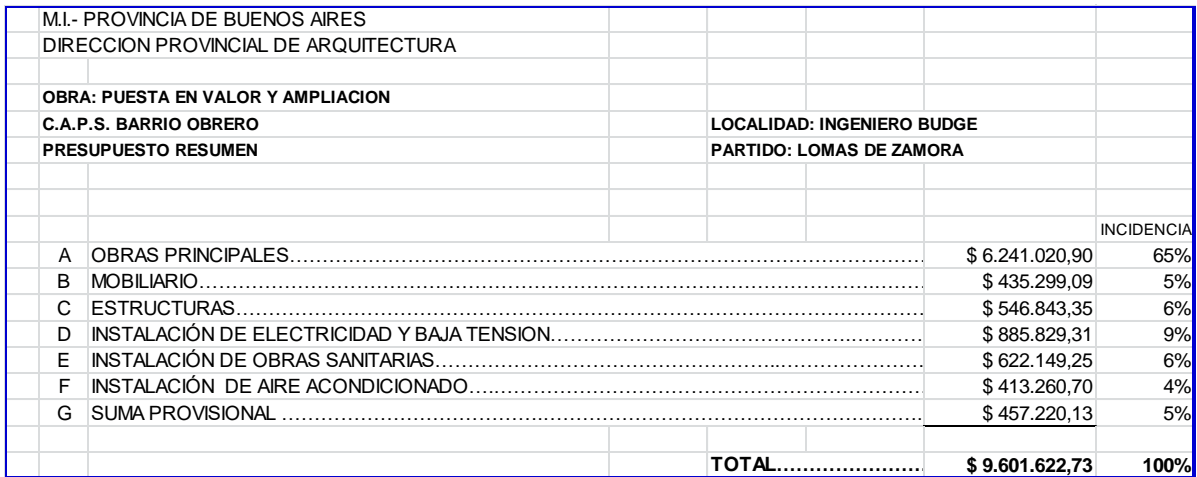 M.I.- PROVINCIA DE BUENOS AIRES
DIRECCION PROVINCIAL DE ARQUITECTURA
OBRA: PUESTA EN VALOR Y AMPLIACION
C.A.P.S. BARRIO OBRERO LOCALIDAD: INGENIERO BUDGE
PRESUPUESTO RESUMEN PARTIDO: LOMAS DE ZAMORA
INCIDENCIA
A OBRAS PRINCIPALES........ $ 6.241.020,90 65%
B MOBILIARIO........ $ 435.299,09 5%
C ESTRUCTURAS........ $ 546.843,35 6%
D INSTALACIÓN DE ELECTRICIDAD Y BAJA TENSION........ $ 885.829,31 9%
E INSTALACIÓN DE OBRAS SANITARIAS........ $ 622.149,25 6%
F INSTALACIÓN DE AIRE ACONDICIONADO........ $ 413.260,70 4%
G SUMA PROVISIONAL ........ $ 457.220,13 5%
TOTAL........ $ 9.601.622,73 100%